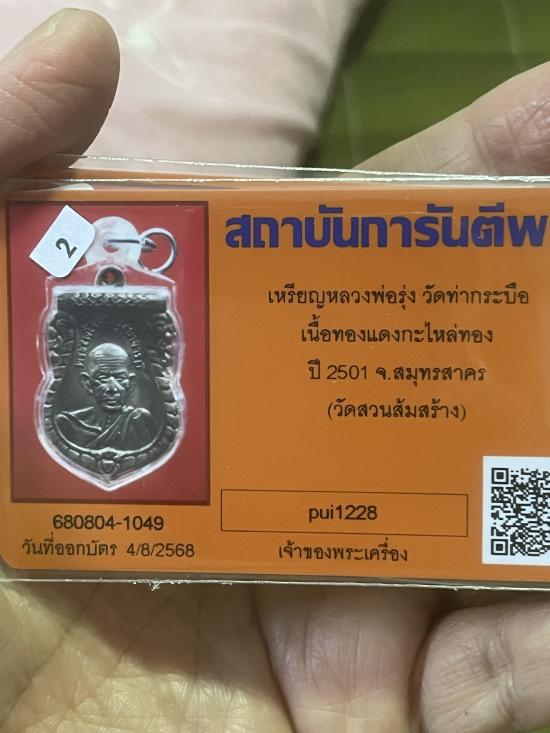 สถาบันการันตีพ
เหรียญหลวงพ่อรุ่ง วัดท่ากระบือ
เนื้อทองแดงกะไหล่ทอง
ปี 2501 จ.สมุทรสาคร
(วัดสวนส้มสร้าง)
2
680804-1049
วันที่ออกบัตร 4/8/2568
pui1228
เจ้าของพระเครื่อง